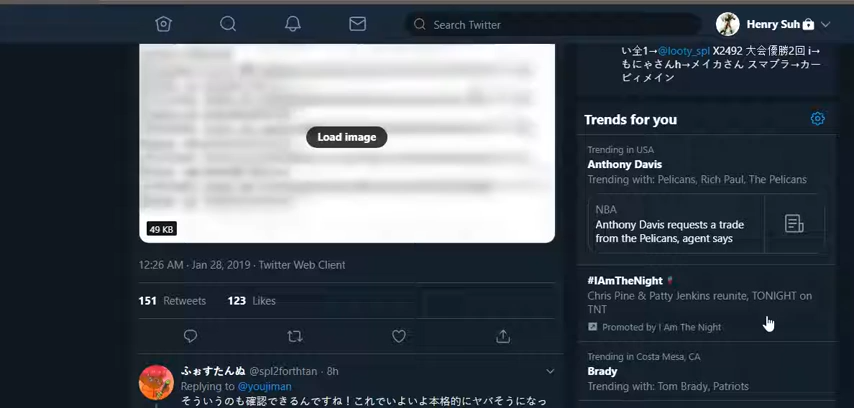 Search Twitter
Henry Suh
Load image
49 KB
12:26 AM · Jan 28, 2019 · Twitter Web Client
151 Retweets 123 Likes
ふぉすたんぬ @spl2forthtan · 8h
Replying to @youjiman
そういうのも確認できるんですね！これでいよいよ本格的にヤバそうになっ
い全1→@looty_spl X2492 大会優勝2回 i→
もにゃさんh→メイカさん スマブラ→カー
ビィメイン
Trends for you
Trending in USA
Anthony Davis
Trending with: Pelicans, Rich Paul, The Pelicans
NBA
Anthony Davis requests a trade
from the Pelicans, agent says
#IAmTheNight
Chris Pine & Patty Jenkins reunite, TONIGHT on
TNT
Promoted by I Am The Night
Trending in Costa Mesa, CA
Brady
Trending with: Tom Brady, Patriots